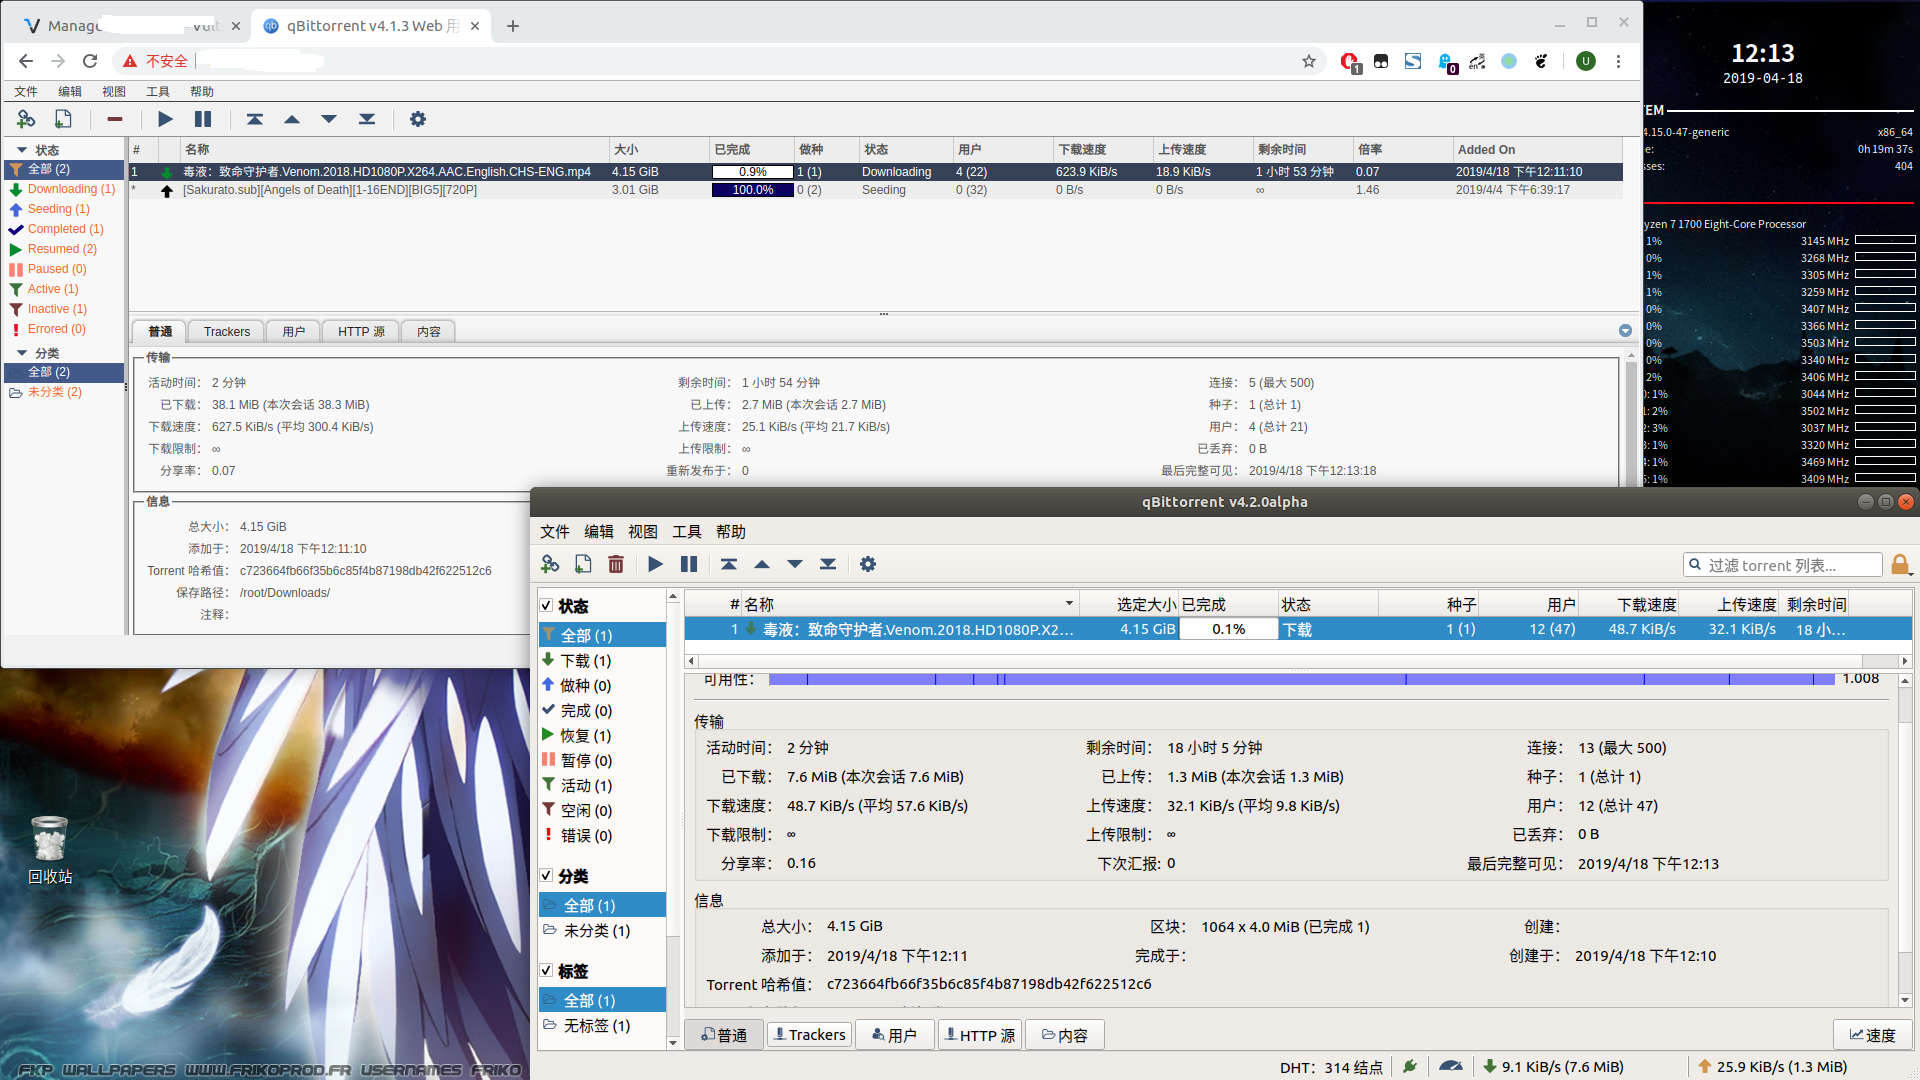 Manage
Vult
qBittorrent v4.1.3 Web 用
不安全
1
0
U
文件 编辑 视图 工具 帮助
# 名称 大小 已完成 做种 状态 用户 下载速度 上传速度 剩余时间 倍率 Added On
1 毒液：致命守护者.Venom.2018.HD1080P.X264.AAC.English.CHS-ENG.mp4 4.15 GiB 0.9% 1 (1) Downloading 4 (22) 623.9 KiB/s 18.9 KiB/s 1 小时 53 分钟 0.07 2019/4/18 下午12:11:10
* [Sakurato.sub][Angels of Death][1-16END][BIG5][720P] 3.01 GiB 100.0% 0 (2) Seeding 0 (32) 0 B/s 0 B/s ∞ 1.46 2019/4/4 下午6:39:17
状态
全部 (2)
Downloading (1)
Seeding (1)
Completed (1)
Resumed (2)
Paused (0)
Active (1)
Inactive (1)
Errored (0)
分类
全部 (2)
未分类 (2)
普通 Trackers 用户 HTTP 源 内容
传输
活动时间： 2 分钟 剩余时间： 1 小时 54 分钟 连接： 5 (最大 500)
已下载： 38.1 MiB (本次会话 38.3 MiB) 已上传： 2.7 MiB (本次会话 2.7 MiB) 种子： 1 (总计 1)
下载速度： 627.5 KiB/s (平均 300.4 KiB/s) 上传速度： 25.1 KiB/s (平均 21.7 KiB/s) 用户： 4 (总计 21)
下载限制： ∞ 上传限制： ∞ 已丢弃： 0 B
分享率： 0.07 重新发布于： 0 最后完整可见： 2019/4/18 下午12:13:18
信息
总大小： 4.15 GiB
添加于： 2019/4/18 下午12:11:10
Torrent 哈希值： c723664fb66f35b6c85f4b87198db42f622512c6
保存路径： /root/Downloads/
注释：
12:13
2019-04-18
TEM
4.15.0-47-generic x86_64
e: 0h 19m 37s
sses: 404
yzen 7 1700 Eight-Core Processor
1% 3145 MHz
0% 3268 MHz
1% 3305 MHz
1% 3259 MHz
0% 3407 MHz
0% 3366 MHz
0% 3503 MHz
0% 3340 MHz
2% 3406 MHz
0: 1% 3044 MHz
1: 2% 3502 MHz
2: 3% 3037 MHz
3: 1% 3320 MHz
4: 1% 3469 MHz
5: 1% 3409 MHz
qBittorrent v4.2.0alpha
文件 编辑 视图 工具 帮助
过滤 torrent 列表...
# 名称 选定大小 已完成 状态 种子 用户 下载速度 上传速度 剩余时间
1 毒液：致命守护者.Venom.2018.HD1080P.X2... 4.15 GiB 0.1% 下载 1 (1) 12 (47) 48.7 KiB/s 32.1 KiB/s 18 小...
状态
全部 (1)
下载 (1)
做种 (0)
完成 (0)
恢复 (1)
暂停 (0)
活动 (1)
空闲 (0)
错误 (0)
分类
全部 (1)
未分类 (1)
标签
全部 (1)
无标签 (1)
可用性： 1.008
传输
活动时间： 2 分钟 剩余时间： 18 小时 5 分钟 连接： 13 (最大 500)
已下载： 7.6 MiB (本次会话 7.6 MiB) 已上传： 1.3 MiB (本次会话 1.3 MiB) 种子： 1 (总计 1)
下载速度： 48.7 KiB/s (平均 57.6 KiB/s) 上传速度： 32.1 KiB/s (平均 9.8 KiB/s) 用户： 12 (总计 47)
下载限制： ∞ 上传限制： ∞ 已丢弃： 0 B
分享率： 0.16 下次汇报: 0 最后完整可见： 2019/4/18 下午12:13
信息
总大小： 4.15 GiB 区块： 1064 x 4.0 MiB (已完成 1) 创建：
添加于： 2019/4/18 下午12:11 完成于： 创建于： 2019/4/18 下午12:10
Torrent 哈希值： c723664fb66f35b6c85f4b87198db42f622512c6
普通 Trackers 用户 HTTP 源 内容 速度
DHT：314 结点 9.1 KiB/s (7.6 MiB) 25.9 KiB/s (1.3 MiB)
回收站
FKP WALLPAPERS WWW.FRIKOPROD.FR USERNAMES FRIKO